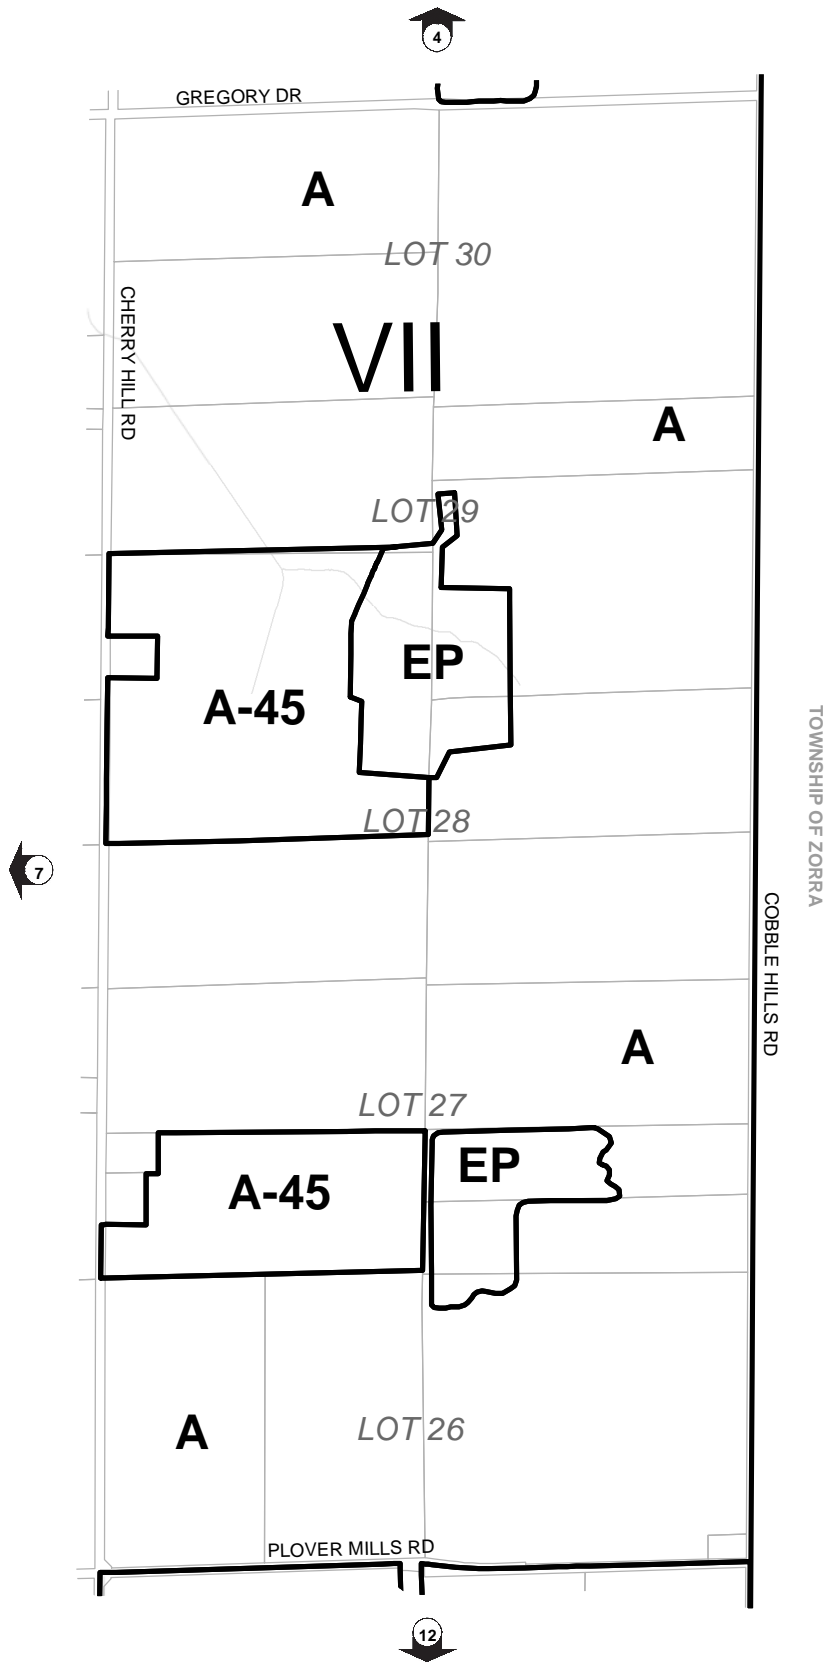 4
GREGORY DR
A
LOT 30
CHERRY HILL RD
VII
A
LOT 29
EP
A-45
TOWNSHIP OF ZORRA
LOT 28
7
COBBLE HILLS RD
A
LOT 27
EP
A-45
A
LOT 26
PLOVER MILLS RD
12